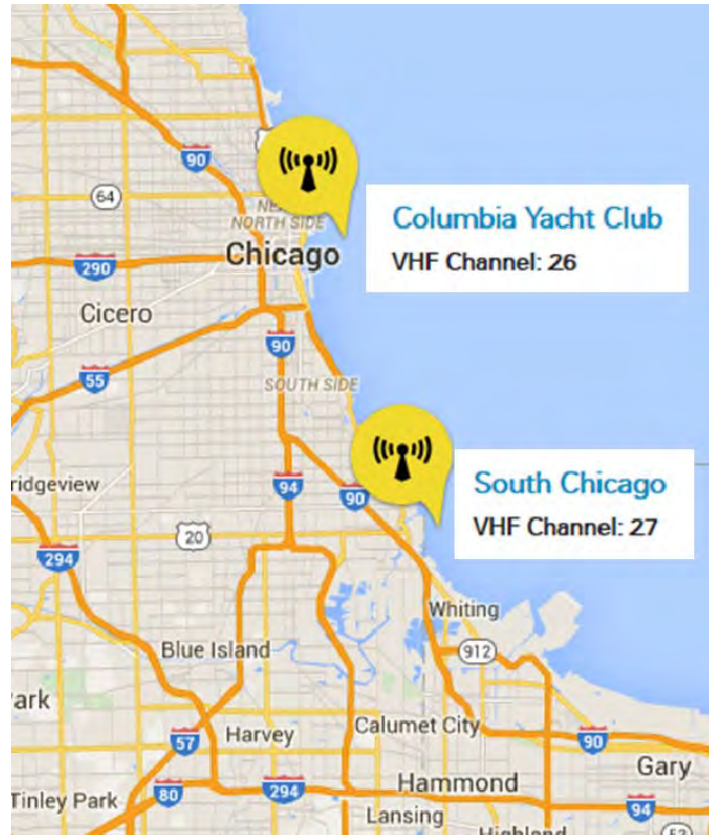 90
64
NORTH SIDE
Chicago
290
Cicero
55
90
SOUTH SIDE
Columbia Yacht Club
VHF Channel: 26
ridgeview
94
90
20
294
South Chicago
VHF Channel: 27
Whiting
912
Blue Island
ark
57
Harvey
Calumet City
90
Gary
Tinley Park
80
294
Hammond
94
Lansing
Highland